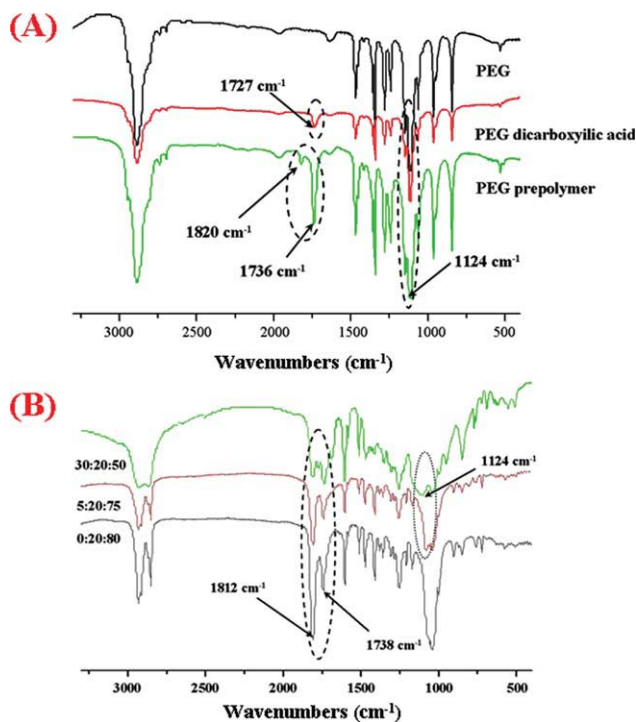 (A)
PEG
1727 cm-1
PEG dicarboxyilic acid
PEG prepolymer
1820 cm-1
1736 cm-1
1124 cm-1
3000 2500 2000 1500 1000 500
Wavenumbers (cm-1)
(B)
30:20:50
1124 cm-1
5:20:75
0:20:80
1812 cm-1
1738 cm-1
3000 2500 2000 1500 1000 500
Wavenumbers (cm-1)